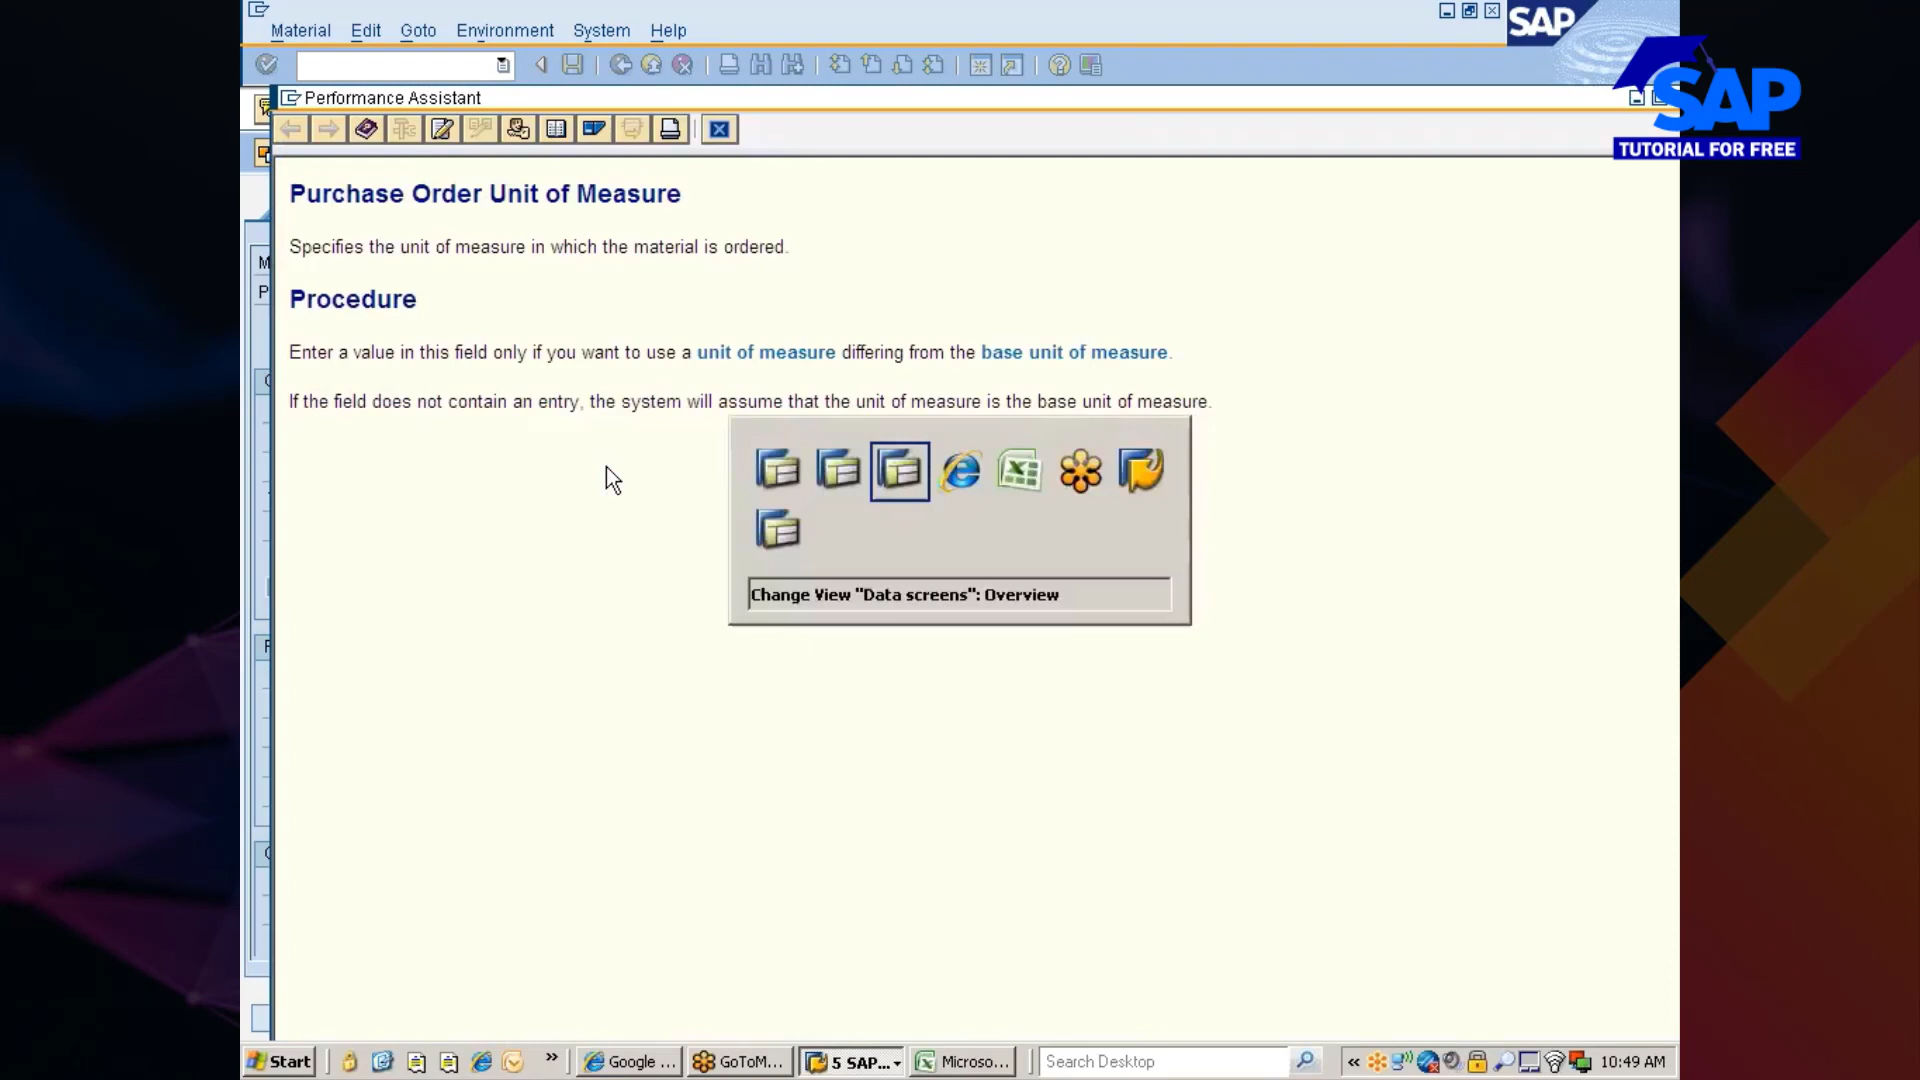 Material Edit Goto Environment System Help
SAP
SAP
TUTORIAL FOR FREE
Performance Assistant
Purchase Order Unit of Measure
Specifies the unit of measure in which the material is ordered.
Procedure
Enter a value in this field only if you want to use a unit of measure differing from the base unit of measure.
If the field does not contain an entry, the system will assume that the unit of measure is the base unit of measure.
Change View "Data screens": Overview
Start
»
Google ...
GoToM...
5 SAP...
Microso...
Search Desktop
«
10:49 AM